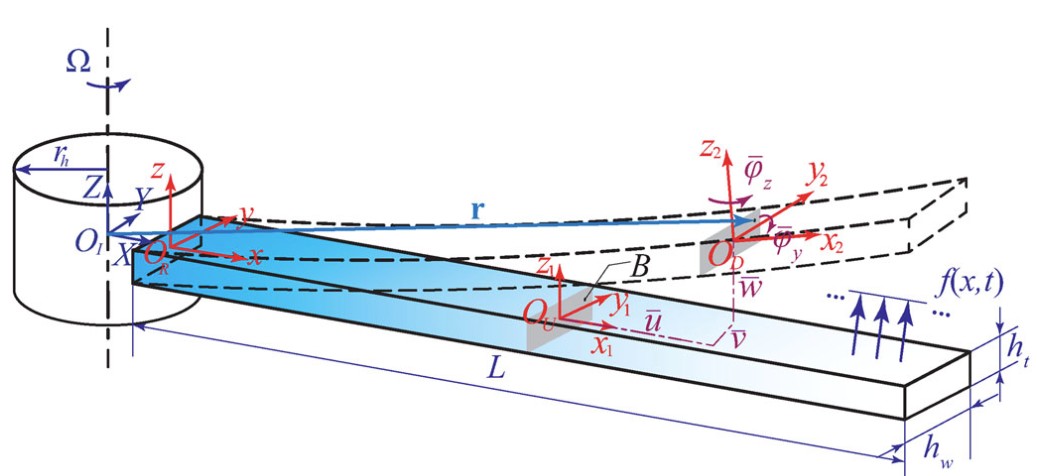 Ω
r_h
Z
Y
X
O_I
z
y
x
O_R
r
z_2
φ̄_z
y_2
φ̄_y
x_2
O_D
w̄
z_1
B
y_1
O_U
x_1
ū
v̄
... f(x,t)
...
L
h_t
h_w